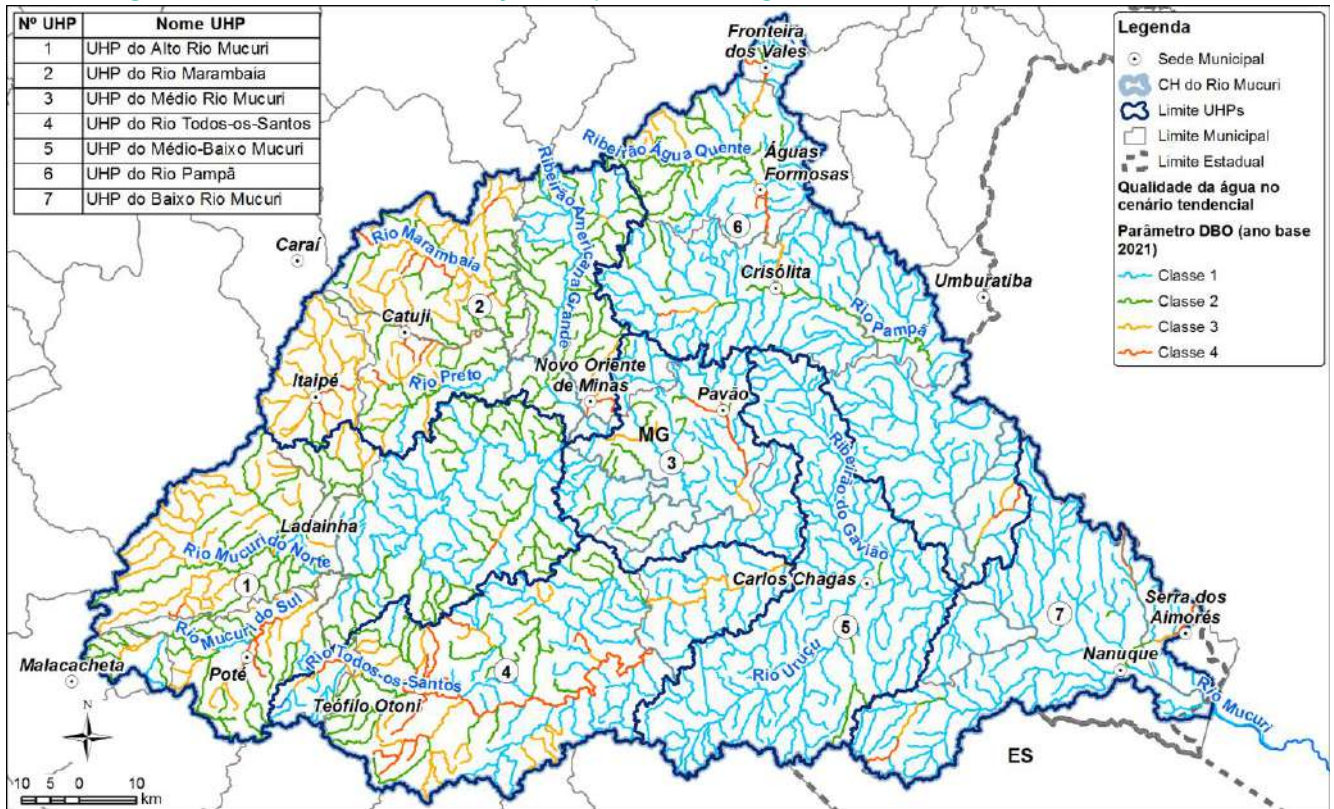 Nº UHP Nome UHP
1 UHP do Alto Rio Mucuri
2 UHP do Rio Marambaia
3 UHP do Médio Rio Mucuri
4 UHP do Rio Todos-os-Santos
5 UHP do Médio-Baixo Mucuri
6 UHP do Rio Pampã
7 UHP do Baixo Rio Mucuri
Legenda
Sede Municipal
CH do Rio Mucuri
Limite UHPs
Limite Municipal
Limite Estadual
Qualidade da água no
cenário tendencial
Parâmetro DBO (ano base
2021)
Classe 1
Classe 2
Classe 3
Classe 4
Fronteira
dos Vales
Ribeirão Água Quente
Águas
Formosas
Ribeirão Americana Grande
6
Caraí
Rio Marambaia
Crisólita
Umburatiba
2
Catuji
Rio Pampã
Novo Oriente
de Minas
Rio Preto
Itaipé
Pavão
MG
3
Ribeirão do Gavião
Ladainha
Rio Mucuri do Norte
1
Carlos Chagas
Rio Mucuri do Sul
7
Serra dos
Aimorés
5
Poté
Rio Todos-os-Santos
4
Rio Uruçu
Nanuque
Malacacheta
Teófilo Otoni
Rio Mucuri
N
ES
10 5 0 10
km